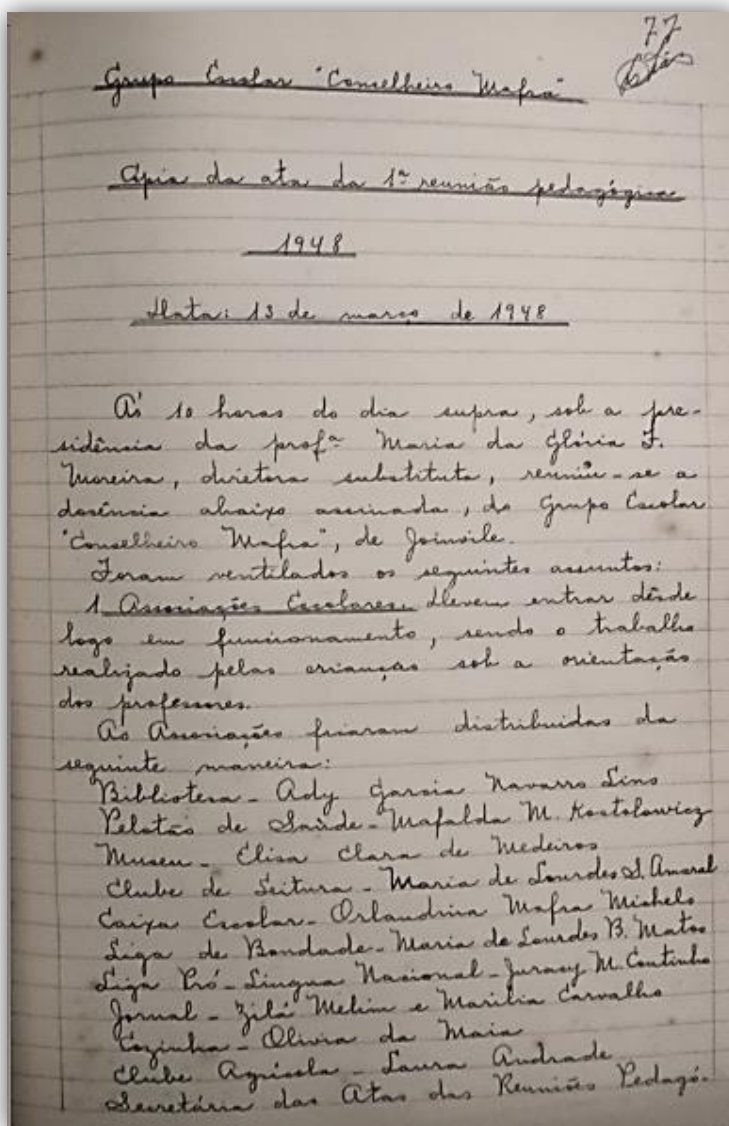 77
Grupo Escolar "Conselheiro Mafra"
Cópia da ata da 1ª reunião pedagógica
1948
Data: 13 de março de 1948
Às 10 horas do dia supra, sob a pre-
sidência da profª Maria da Glória F.
Moreira, diretora substituta, reuniu-se a
docência abaixo assinada, do Grupo Escolar
"Conselheiro Mafra", de Joinvile.
Foram ventilados os seguintes assuntos:
1 Associações Escolares. Devem entrar dêsde
logo em funcionamento, sendo o trabalho
realizado pelas crianças sob a orientação
dos professores.
As Associações ficaram distribuidas da
seguinte maneira:
Biblioteca - Ady Garcia Navarro Lins
Pelotão de Saúde - Mafalda M. Kostolowicz
Museu - Elisa Clara de Medeiros
Clube de Leitura - Maria de Lourdes S. Amaral
Caixa Escolar - Orlandina Mafra Michels
Liga de Bondade - Maria de Lourdes B. Matos
Liga Pró-Lingua Nacional - Juracy M. Coutinho
Jornal - Zilá Melim e Marilia Carvalho
Cozinha - Olivia da Maia
Clube Agrícola - Laura Andrade
Secretária das Atas das Reuniões Pedagó-